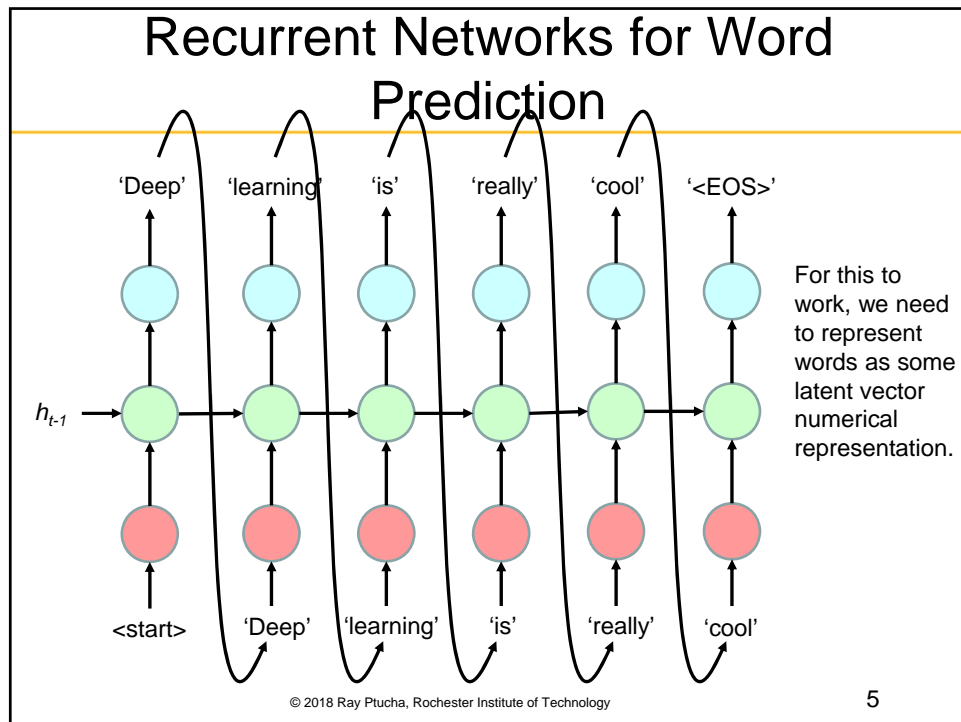 Recurrent Networks for Word
Prediction
‘Deep’ ‘learning’ ‘is’ ‘really’ ‘cool’ ‘<EOS>’
For this to
work, we need
to represent
words as some
latent vector
numerical
representation.
h_{t-1}
<start> ‘Deep’ ‘learning’ ‘is’ ‘really’ ‘cool’
© 2018 Ray Ptucha, Rochester Institute of Technology 5